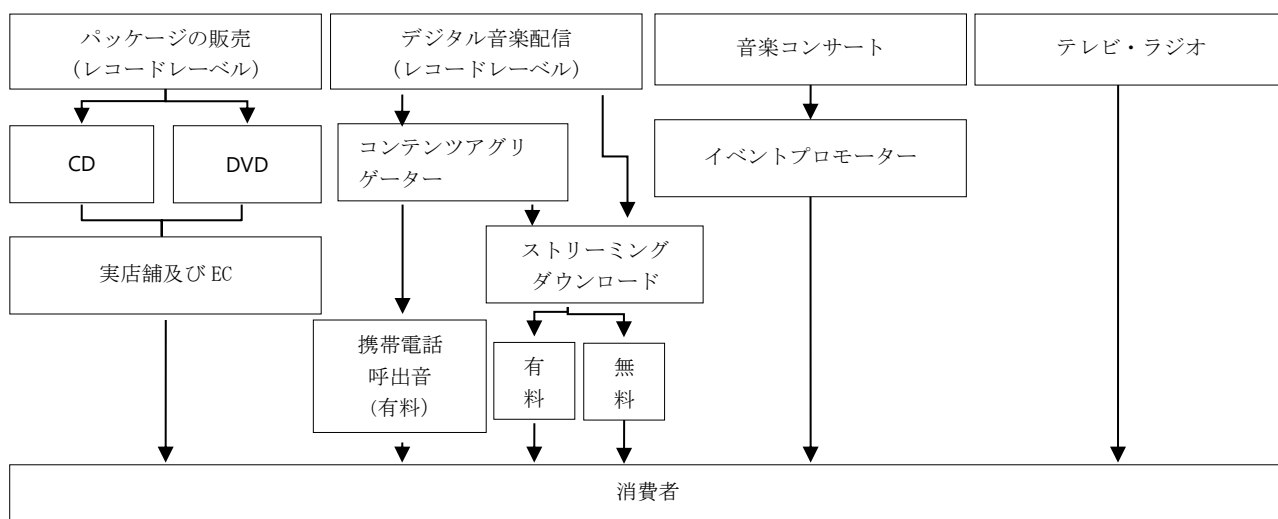 パッケージの販売
(レコードレーベル)
デジタル音楽配信
(レコードレーベル)
音楽コンサート
テレビ・ラジオ
CD
DVD
コンテンツアグリ
ゲーター
イベントプロモーター
実店舗及び EC
ストリーミング
ダウンロード
携帯電話
呼出音
(有料)
有
料
無
料
消費者